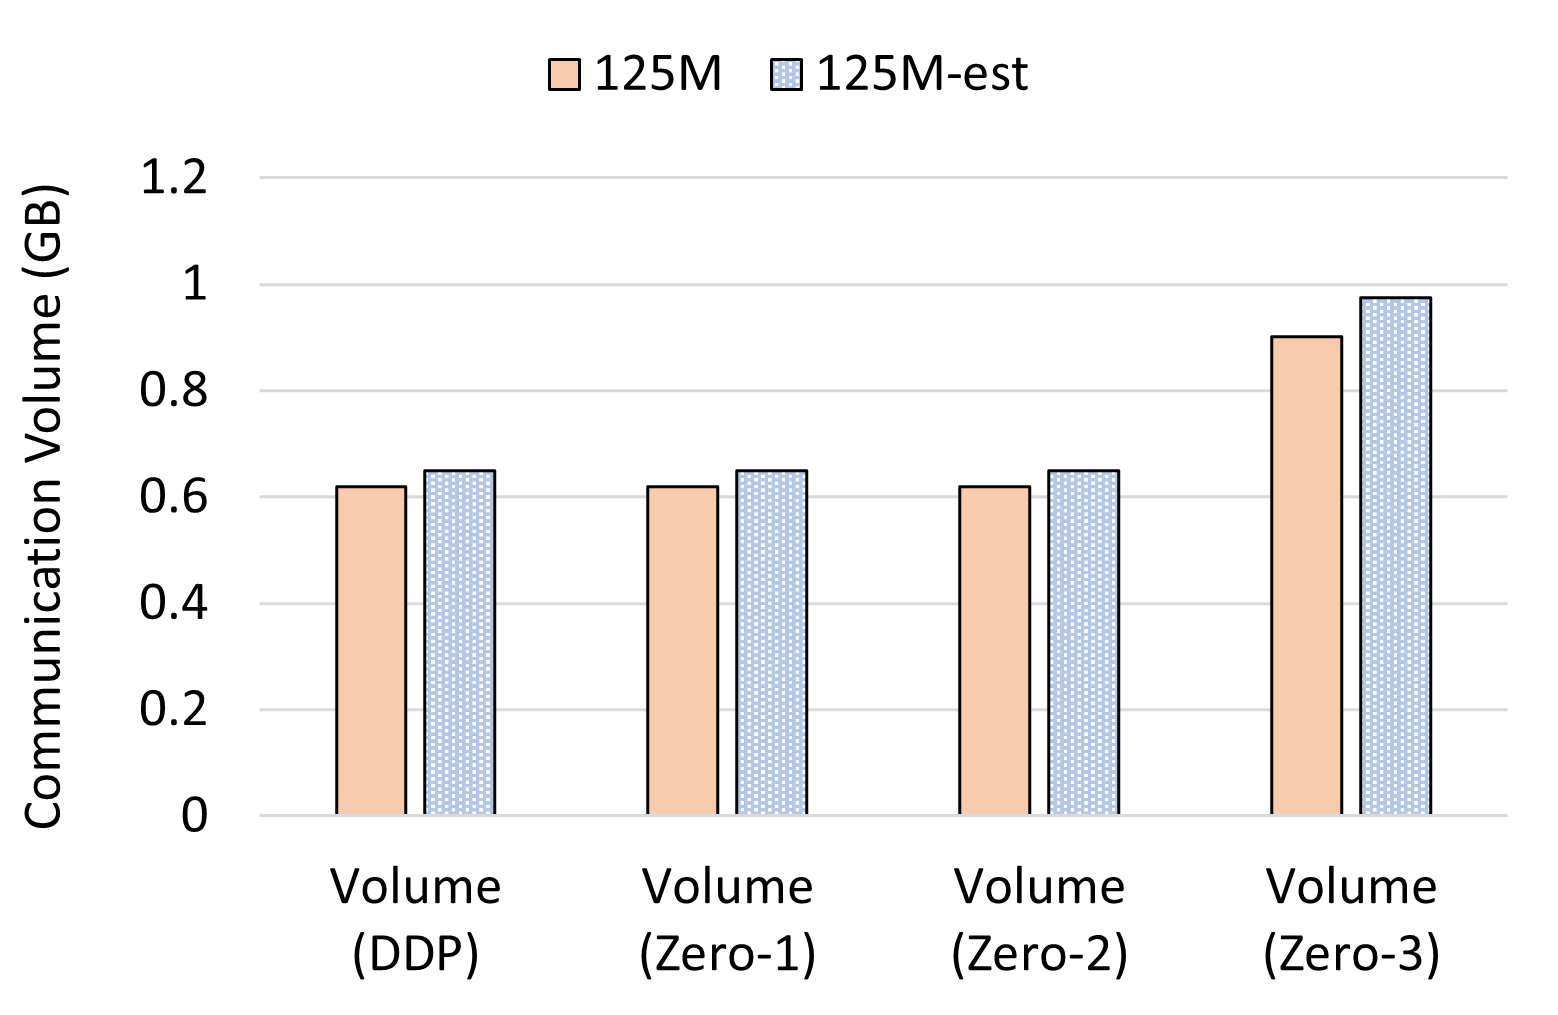 125M 125M-est
Communication Volume (GB)
1.2
1
0.8
0.6
0.4
0.2
0
Volume (DDP)
Volume (Zero-1)
Volume (Zero-2)
Volume (Zero-3)